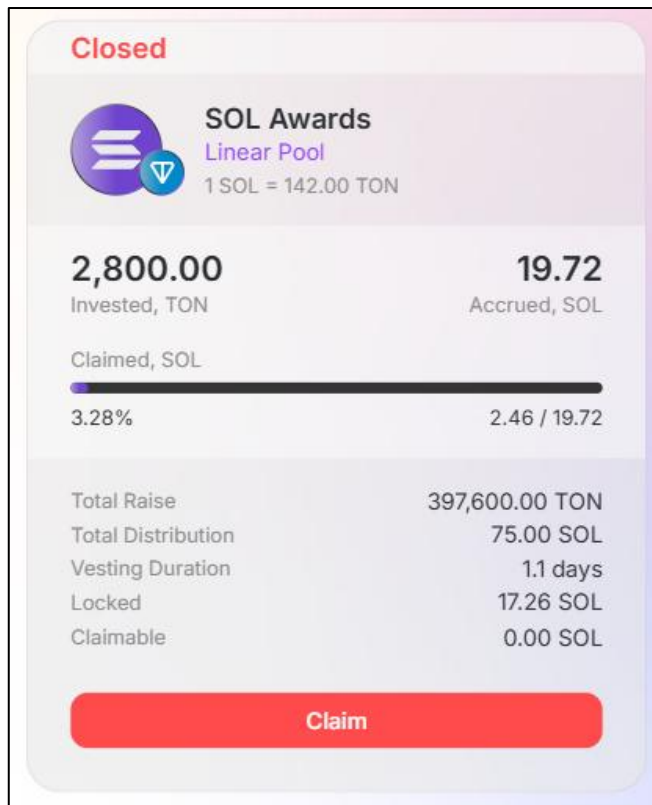 Closed
SOL Awards
Linear Pool
1 SOL = 142.00 TON
2,800.00 19.72
Invested, TON Accrued, SOL
Claimed, SOL
3.28% 2.46 / 19.72
Total Raise 397,600.00 TON
Total Distribution 75.00 SOL
Vesting Duration 1.1 days
Locked 17.26 SOL
Claimable 0.00 SOL
Claim